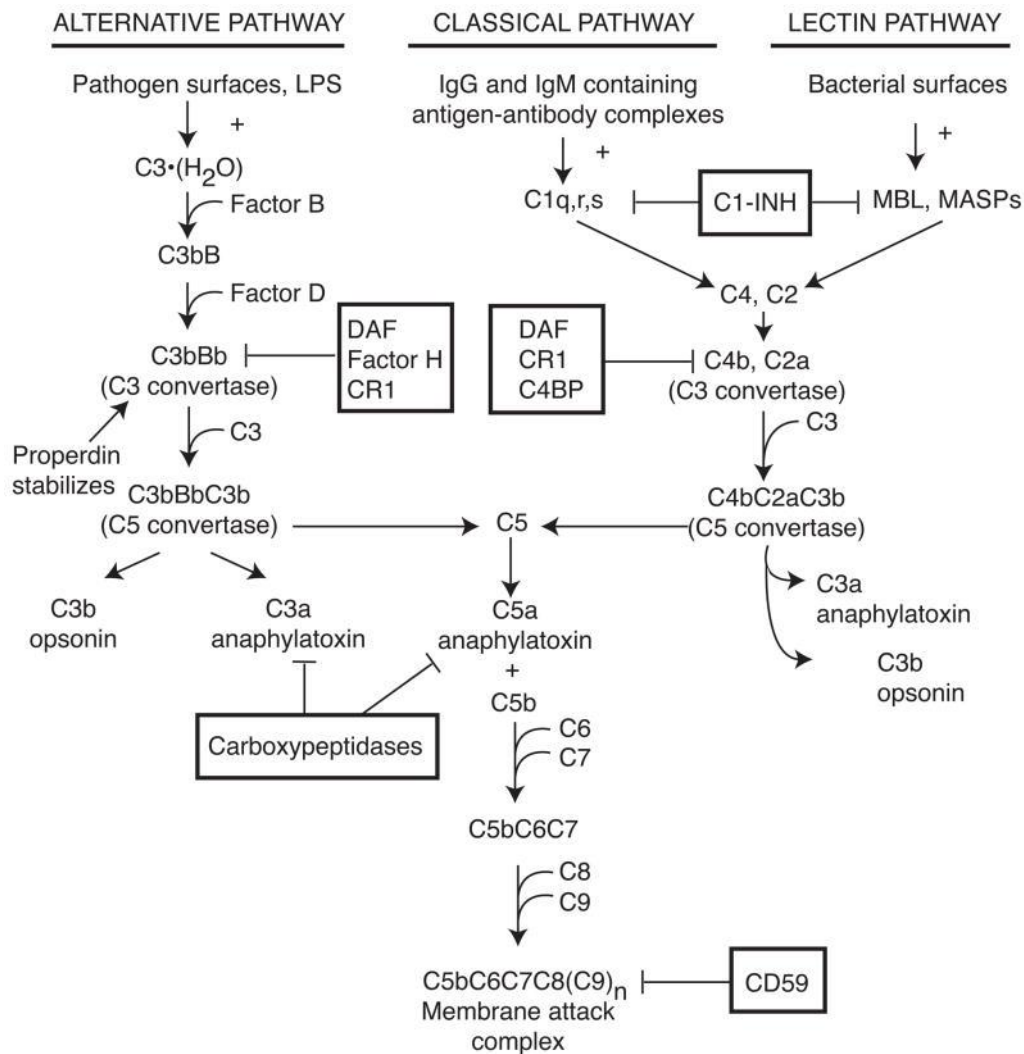 ALTERNATIVE PATHWAY
CLASSICAL PATHWAY
LECTIN PATHWAY
Pathogen surfaces, LPS
+
C3•(H₂O)
Factor B
C3bB
Factor D
C3bBb
(C3 convertase)
DAF
Factor H
CR1
Properdin
stabilizes
C3
C3bBbC3b
(C5 convertase)
C3b
opsonin
C3a
anaphylatoxin
Carboxypeptidases
IgG and IgM containing
antigen-antibody complexes
+
C1q,r,s
C1-INH
Bacterial surfaces
+
MBL, MASPs
C4, C2
DAF
CR1
C4BP
C4b, C2a
(C3 convertase)
C3
C4bC2aC3b
(C5 convertase)
C3a
anaphylatoxin
C3b
opsonin
C5
C5a
anaphylatoxin
+
C5b
C6
C7
C5bC6C7
C8
C9
C5bC6C7C8(C9)n
Membrane attack
complex
CD59